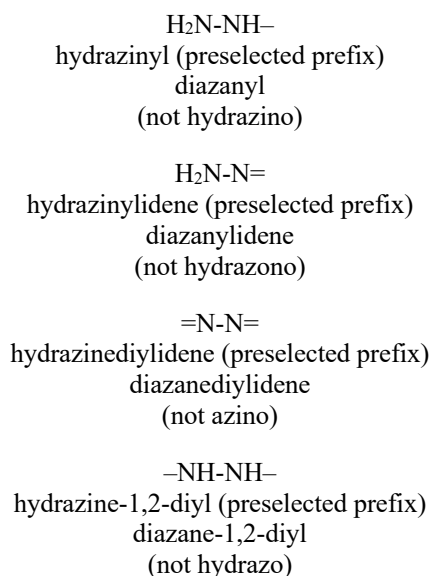 H₂N-NH–
hydrazinyl (preselected prefix)
diazanyl
(not hydrazino)
H₂N-N=
hydrazinylidene (preselected prefix)
diazanylidene
(not hydrazono)
=N-N=
hydrazinediylidene (preselected prefix)
diazanediylidene
(not azino)
–NH-NH–
hydrazine-1,2-diyl (preselected prefix)
diazane-1,2-diyl
(not hydrazo)